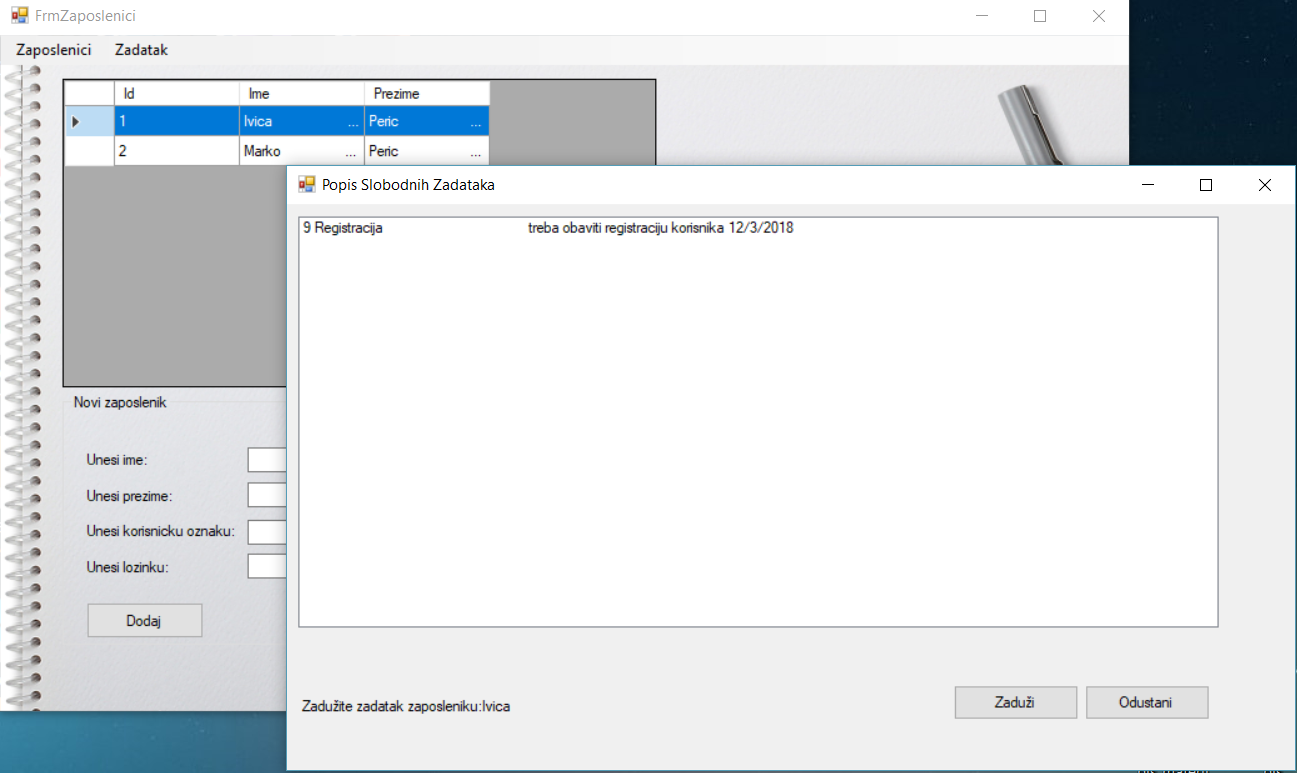 FrmZaposlenici
Zaposlenici Zadatak
Id Ime Prezime
1 Ivica ... Peric ...
2 Marko ... Peric ...
Novi zaposlenik
Unesi ime:
Unesi prezime:
Unesi korisnicku oznaku:
Unesi lozinku:
Dodaj
Popis Slobodnih Zadataka
9 Registracija treba obaviti registraciju korisnika 12/3/2018
Zadužite zadatak zaposleniku:Ivica
Zaduži Odustani